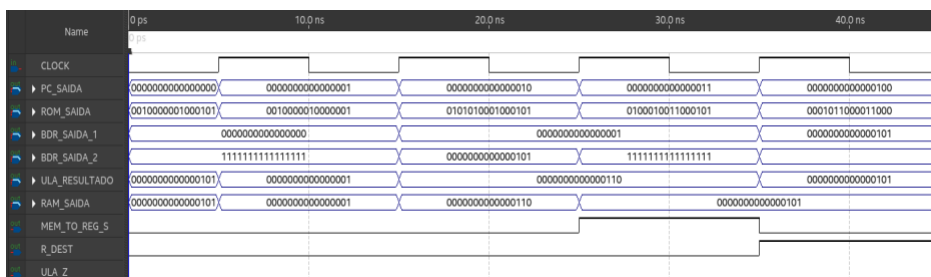 Name 0 ps 10.0 ns 20.0 ns 30.0 ns 40.0 ns
0 ps
CLOCK
PC_SAIDA 0000000000000000 0000000000000001 0000000000000010 0000000000000011 0000000000000100
ROM_SAIDA 0010000001000101 0010000010000001 0101010001000101 0100010011000101 0001011000011000
BDR_SAIDA_1 0000000000000000 0000000000000001 0000000000000101
BDR_SAIDA_2 1111111111111111 0000000000000101 1111111111111111
ULA_RESULTADO 0000000000000101 0000000000000001 0000000000000110 0000000000000101
RAM_SAIDA 0000000000000101 0000000000000001 0000000000000110 0000000000000101
MEM_TO_REG_S
R_DEST
ULA_Z